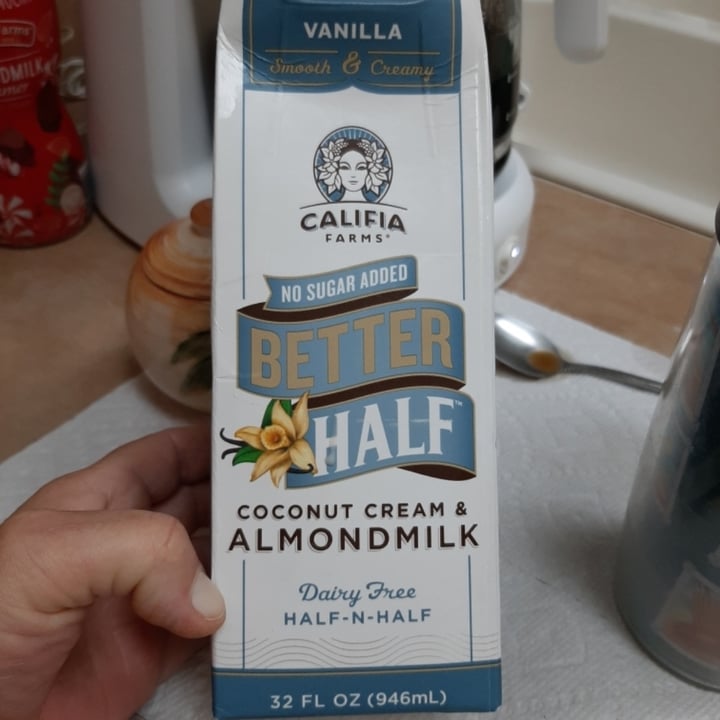 VANILLA
Smooth & Creamy
CALIFIA
FARMS®
NO SUGAR ADDED
BETTER
HALF™
COCONUT CREAM &
ALMONDMILK
Dairy Free
HALF-N-HALF
32 FL OZ (946mL)